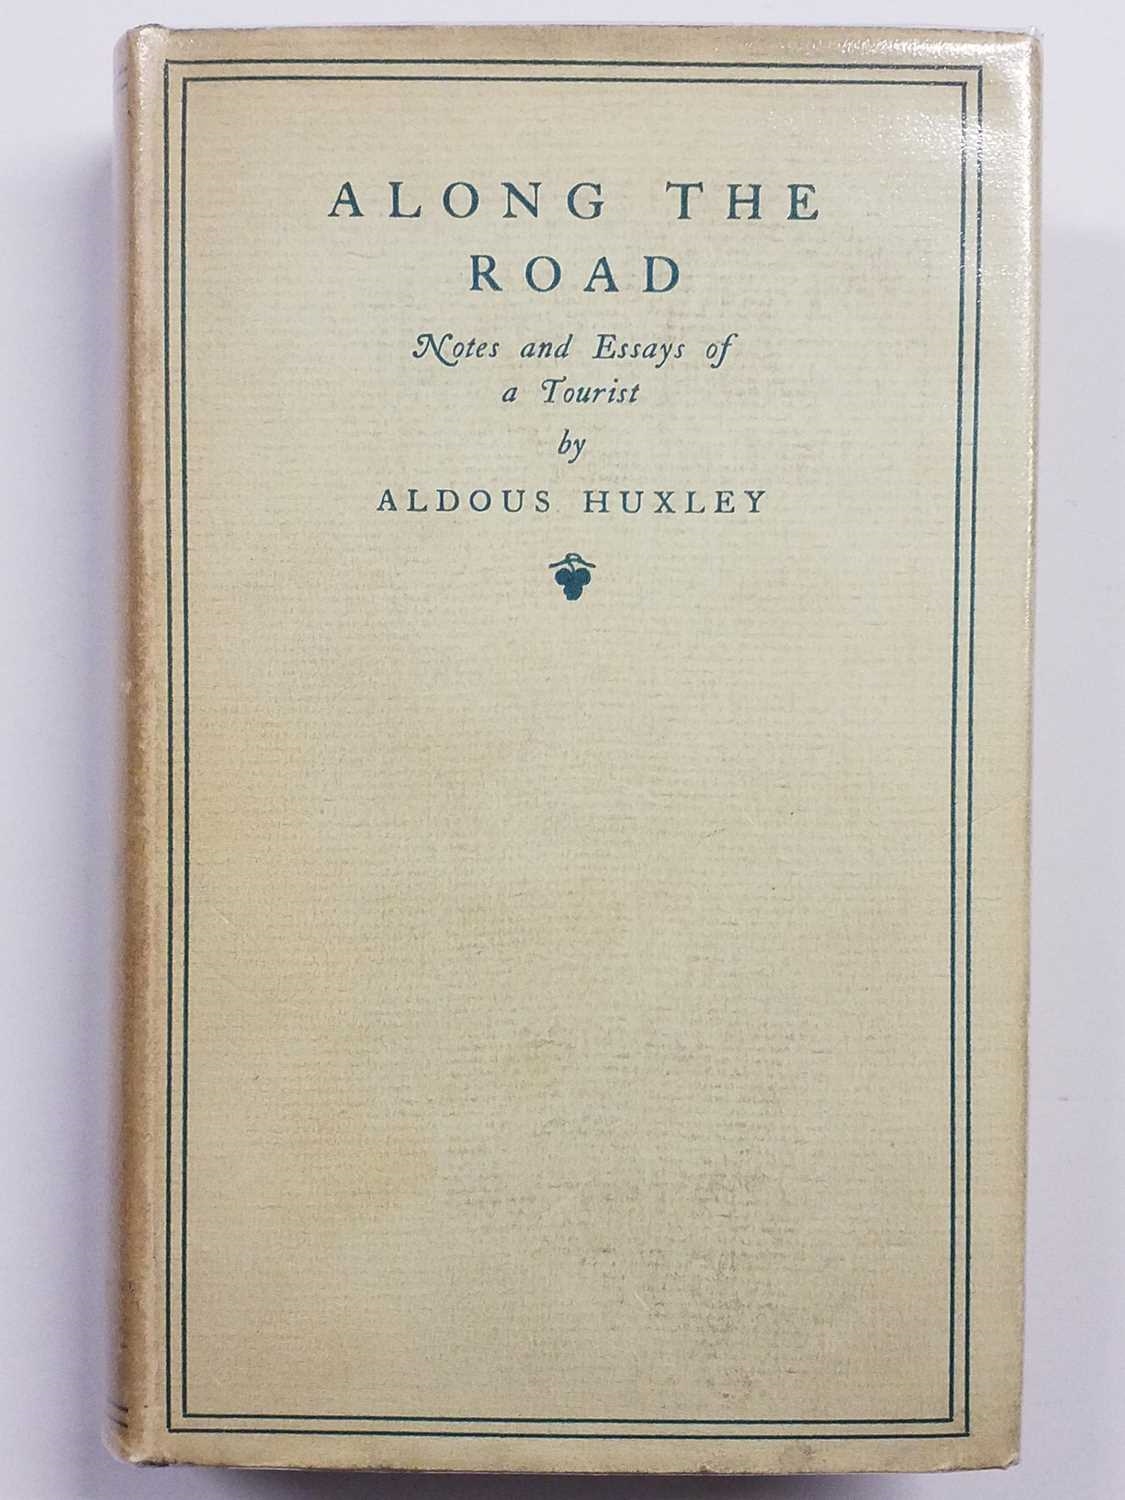 ALONG THE
ROAD
Notes and Essays of
a Tourist
by
ALDOUS HUXLEY